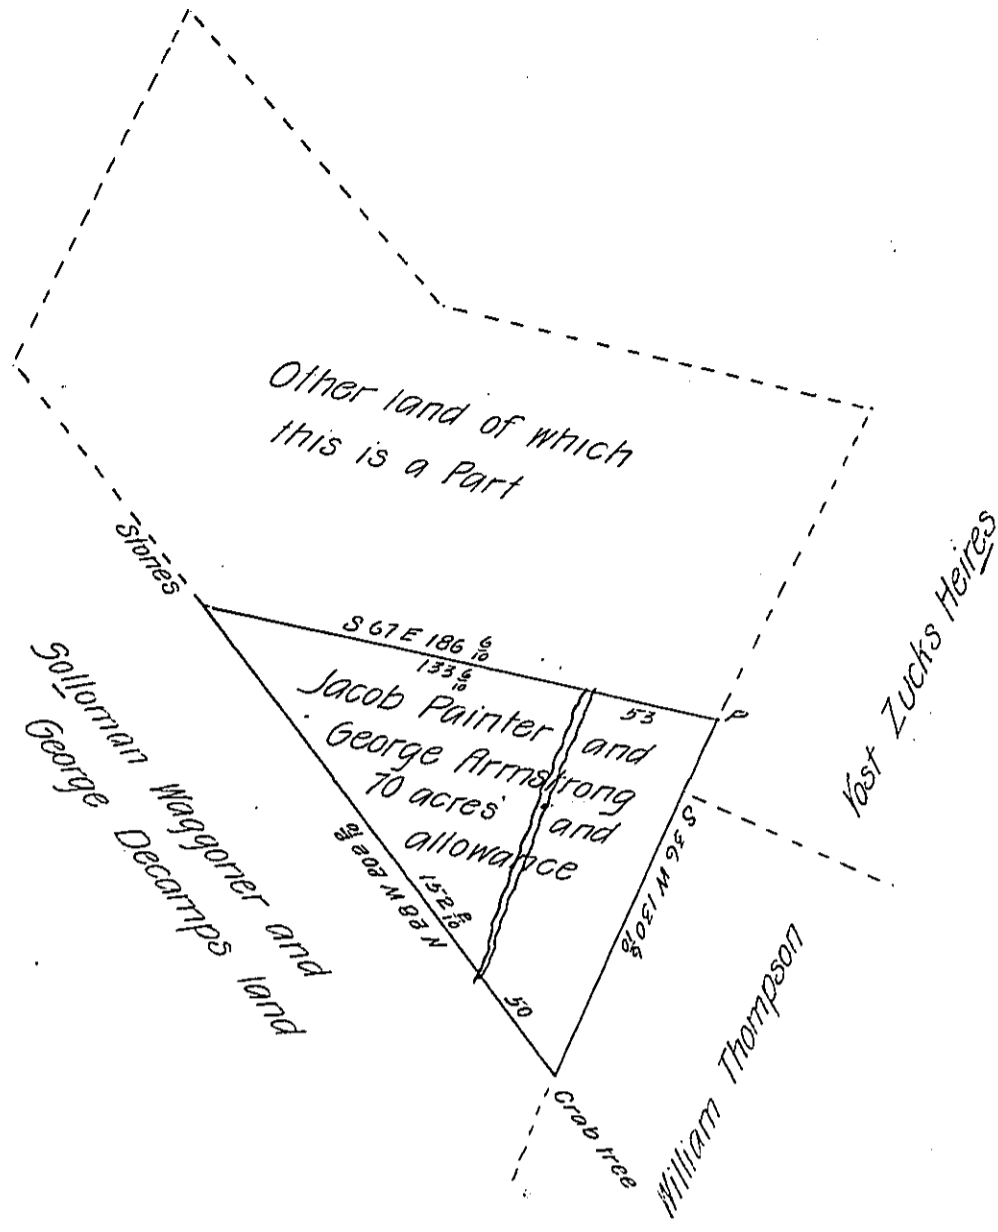 Other land of which
this is a Part
Stones
S 67 E 186 6/10
133 6/10
Jacob Painter and
George Armstrong
70 acres and
allowance
53
P
Yost Zucks Heires
S 36 W 130 6/10
William Thompson
Solloman Waggoner and
George Decamps land
152 8/10
N 28 W 202 8/10
50
Crab tree